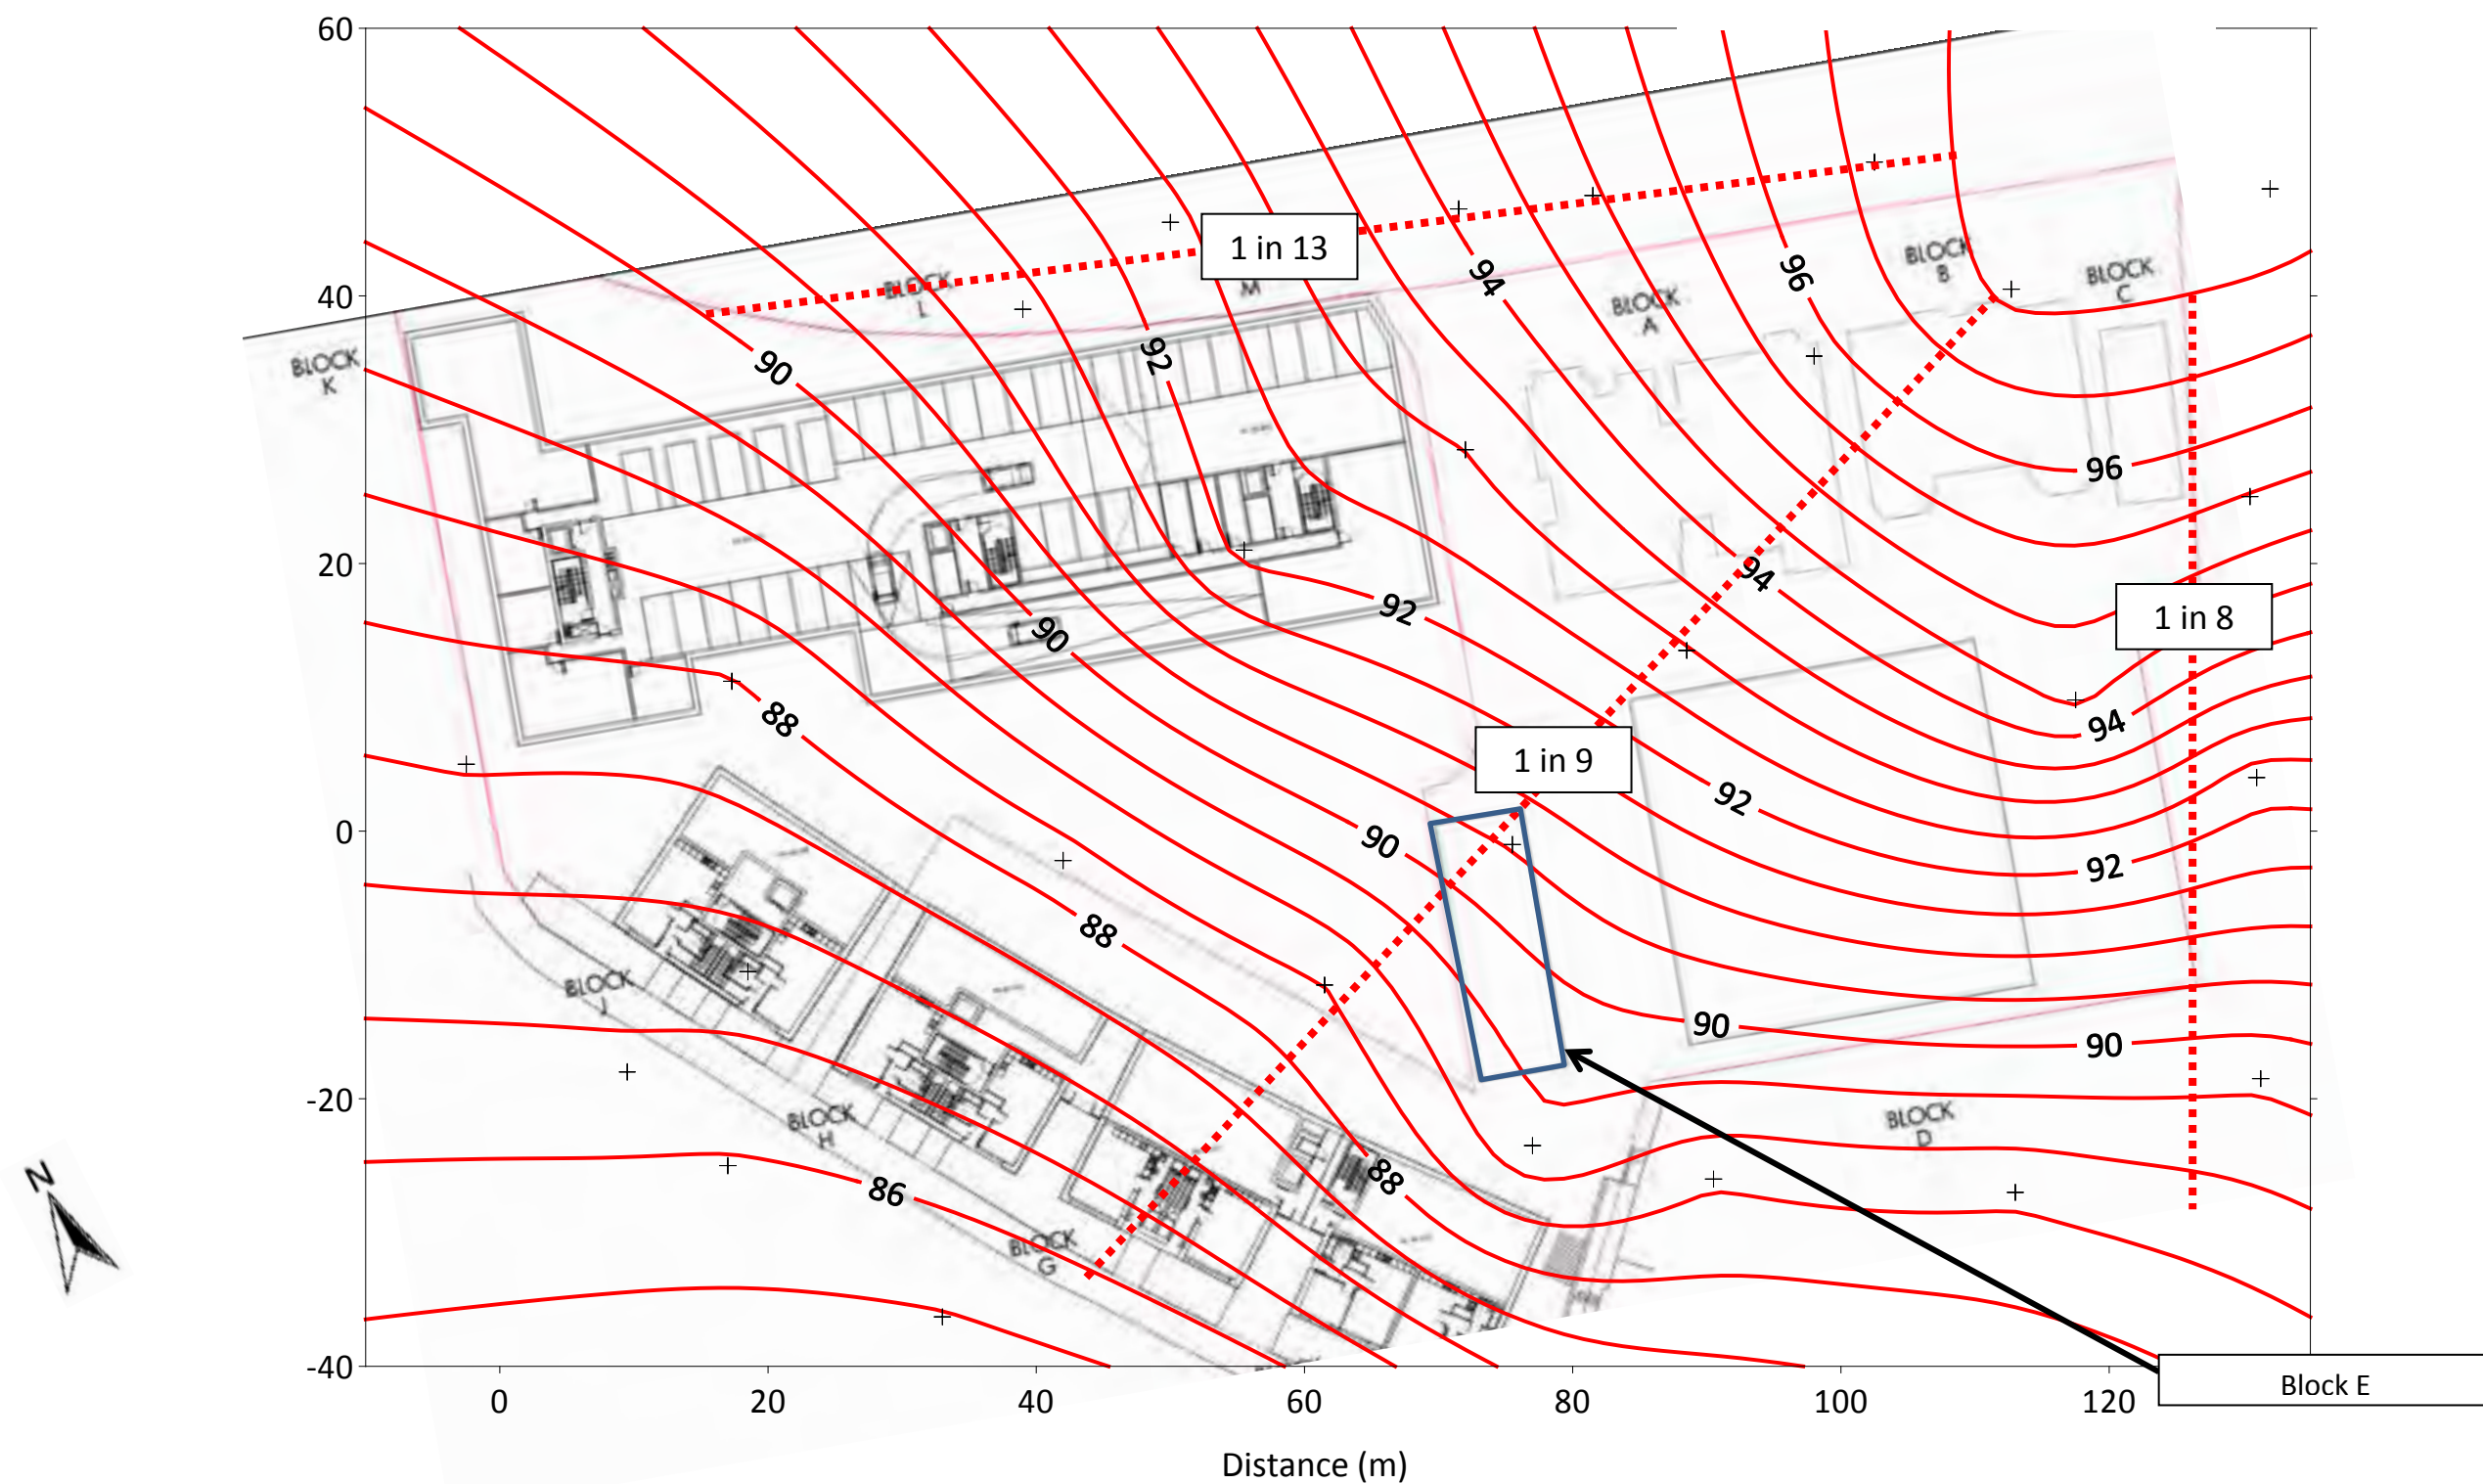 60
40
20
0
-20
-40
0
20
40
60
80
100
120
Distance (m)
N
1 in 13
1 in 9
1 in 8
Block E
BLOCK
K
BLOCK
L
M
BLOCK
A
BLOCK
B
BLOCK
C
BLOCK
J
BLOCK
H
BLOCK
G
BLOCK
D
90
92
94
96
96
94
92
90
88
94
92
92
90
90
90
88
88
86